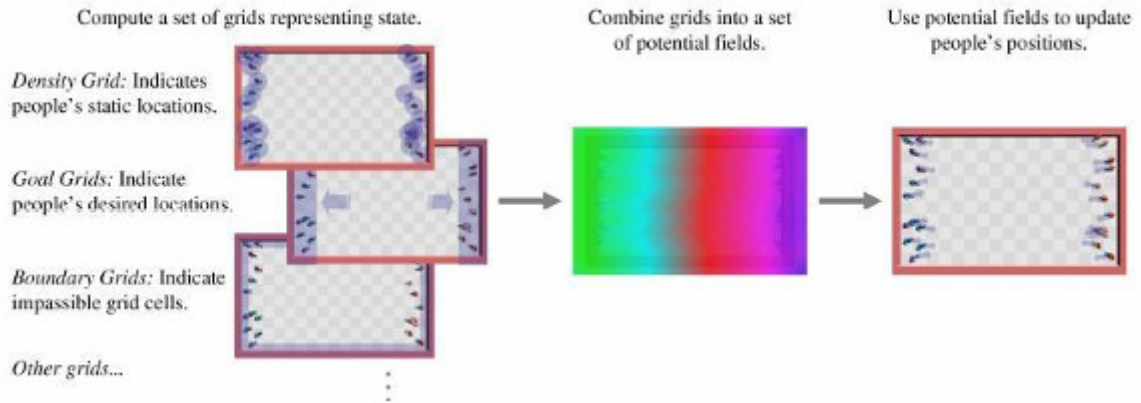 Compute a set of grids representing state.
Combine grids into a set
of potential fields.
Use potential fields to update
people's positions.
Density Grid: Indicates
people's static locations.
Goal Grids: Indicate
people's desired locations.
Boundary Grids: Indicate
impassible grid cells.
Other grids...